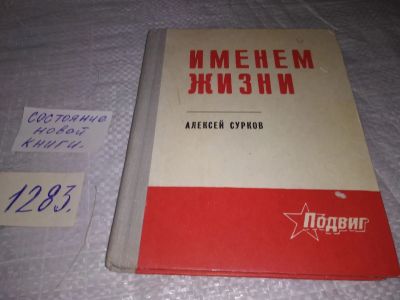 ИМЕНЕМ
ЖИЗНИ
АЛЕКСЕЙ СУРКОВ
Подвиг
состояние
новой
книги.
1283.